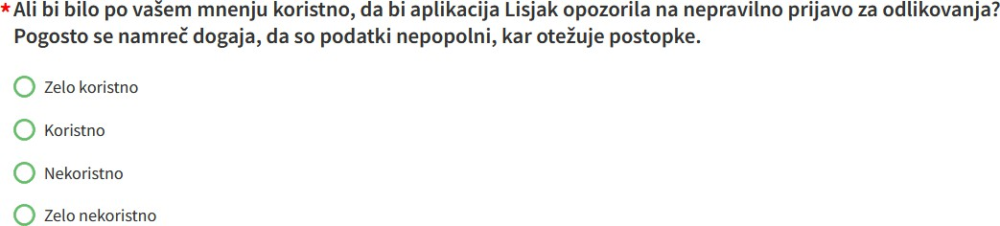 * Ali bi bilo po vašem mnenju koristno, da bi aplikacija Lisjak opozorila na nepravilno prijavo za odlikovanja?
Pogosto se namreč dogaja, da so podatki nepopolni, kar otežuje postopke.
Zelo koristno
Koristno
Nekoristno
Zelo nekoristno